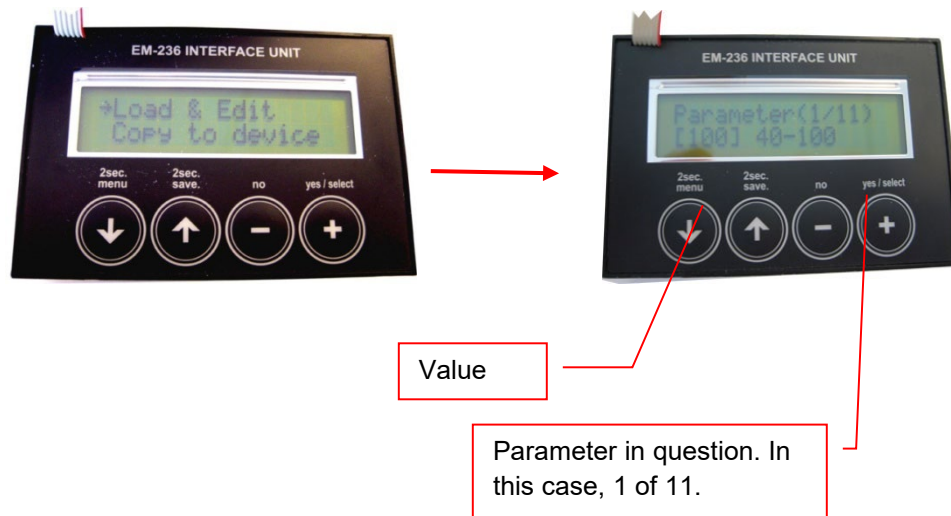 EM-236 INTERFACE UNIT
→Load & Edit
Copy to device
2sec.
menu
2sec.
save.
no
yes / select
EM-236 INTERFACE UNIT
Parameter(1/11)
[100] 40-100
2sec.
menu
2sec.
save.
no
yes / select
Value
Parameter in question. In
this case, 1 of 11.